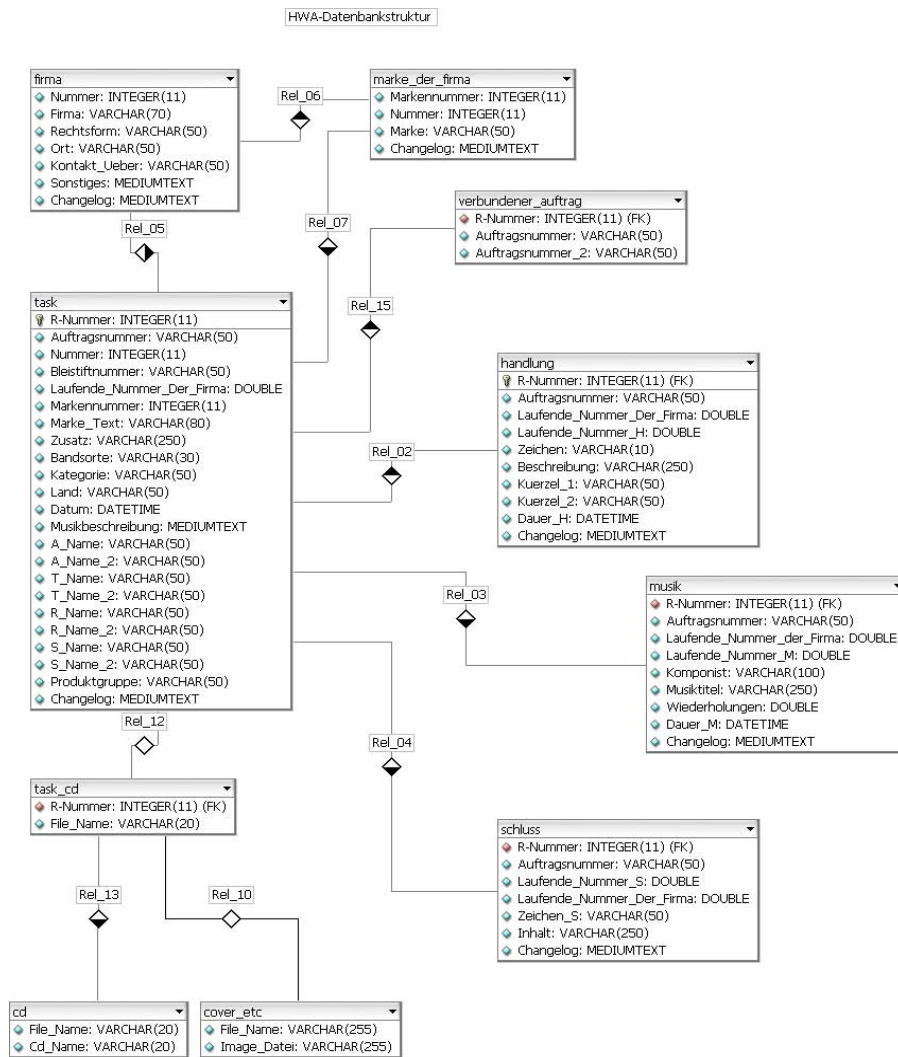 HWA-Datenbankstruktur
firma
Nummer: INTEGER(11)
Firma: VARCHAR(70)
Rechtsform: VARCHAR(50)
Ort: VARCHAR(50)
Kontakt_Ueber: VARCHAR(50)
Sonstiges: MEDIUMTEXT
Changelog: MEDIUMTEXT
Rel_06
marke_der_firma
Markennummer: INTEGER(11)
Nummer: INTEGER(11)
Marke: VARCHAR(50)
Changelog: MEDIUMTEXT
Rel_05
Rel_07
verbundener_auftrag
R-Nummer: INTEGER(11) (FK)
Auftragsnummer: VARCHAR(50)
Auftragsnummer_2: VARCHAR(50)
Rel_15
task
R-Nummer: INTEGER(11)
Auftragsnummer: VARCHAR(50)
Nummer: INTEGER(11)
Bleistiftnummer: VARCHAR(50)
Laufende_Nummer_Der_Firma: DOUBLE
Markennummer: INTEGER(11)
Marke_Text: VARCHAR(80)
Zusatz: VARCHAR(250)
Bandsorte: VARCHAR(30)
Kategorie: VARCHAR(50)
Land: VARCHAR(50)
Datum: DATETIME
Musikbeschreibung: MEDIUMTEXT
A_Name: VARCHAR(50)
A_Name_2: VARCHAR(50)
T_Name: VARCHAR(50)
T_Name_2: VARCHAR(50)
R_Name: VARCHAR(50)
R_Name_2: VARCHAR(50)
S_Name: VARCHAR(50)
S_Name_2: VARCHAR(50)
Produktgruppe: VARCHAR(50)
Changelog: MEDIUMTEXT
Rel_02
handlung
R-Nummer: INTEGER(11) (FK)
Auftragsnummer: VARCHAR(50)
Laufende_Nummer_Der_Firma: DOUBLE
Laufende_Nummer_H: DOUBLE
Zeichen: VARCHAR(10)
Beschreibung: VARCHAR(250)
Kuerzel_1: VARCHAR(50)
Kuerzel_2: VARCHAR(50)
Dauer_H: DATETIME
Changelog: MEDIUMTEXT
Rel_03
musik
R-Nummer: INTEGER(11) (FK)
Auftragsnummer: VARCHAR(50)
Laufende_Nummer_der_Firma: DOUBLE
Laufende_Nummer_M: DOUBLE
Komponist: VARCHAR(100)
Musiktitel: VARCHAR(250)
Wiederholungen: DOUBLE
Dauer_M: DATETIME
Changelog: MEDIUMTEXT
Rel_12
Rel_04
task_cd
R-Nummer: INTEGER(11) (FK)
File_Name: VARCHAR(20)
schluss
R-Nummer: INTEGER(11) (FK)
Auftragsnummer: VARCHAR(50)
Laufende_Nummer_S: DOUBLE
Laufende_Nummer_Der_Firma: DOUBLE
Zeichen_S: VARCHAR(50)
Inhalt: VARCHAR(250)
Changelog: MEDIUMTEXT
Rel_13
Rel_10
cd
File_Name: VARCHAR(20)
Cd_Name: VARCHAR(20)
cover_etc
File_Name: VARCHAR(255)
Image_Datei: VARCHAR(255)